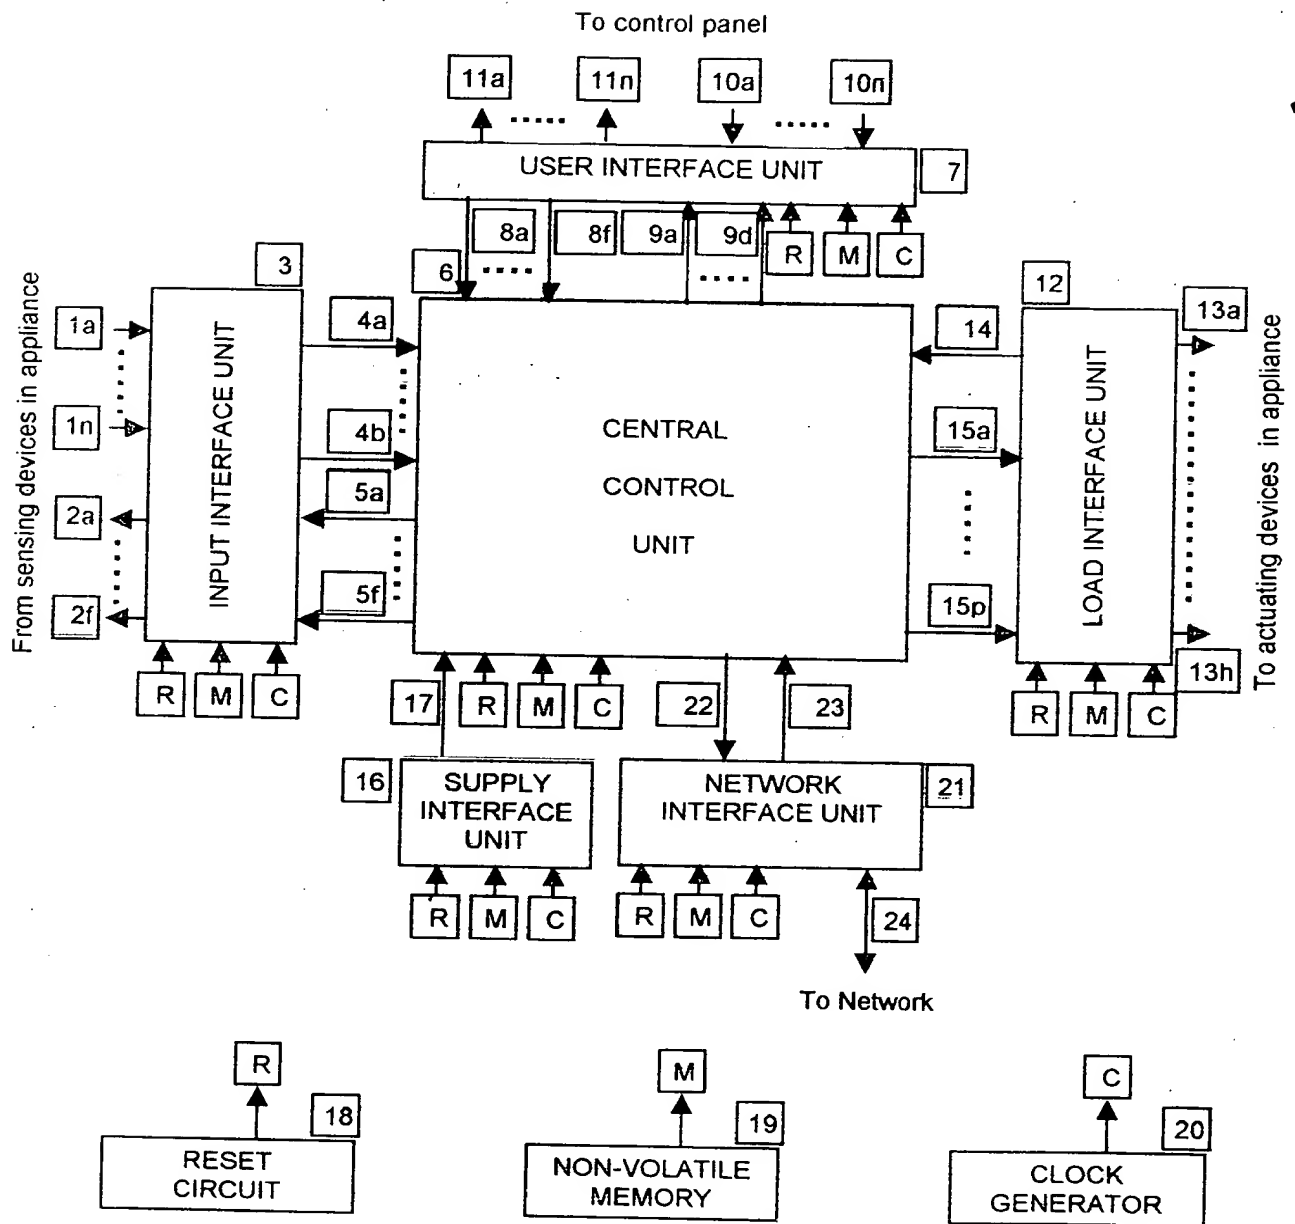 To control panel
11a 11n 10a 10n
USER INTERFACE UNIT 7
8a 8f 9a 9d
R M C
3 6 12
From sensing devices in appliance
1a
1n
2a
2f
INPUT INTERFACE UNIT
4a
4b
5a
5f
CENTRAL
CONTROL
UNIT
14
15a
15p
LOAD INTERFACE UNIT
13a
13h
To actuating devices in appliance
R M C
17 R M C 22 23
R M C
16
SUPPLY
INTERFACE
UNIT
NETWORK
INTERFACE UNIT
21
R M C
R M C
24
To Network
R
18
RESET
CIRCUIT
M
19
NON-VOLATILE
MEMORY
C
20
CLOCK
GENERATOR